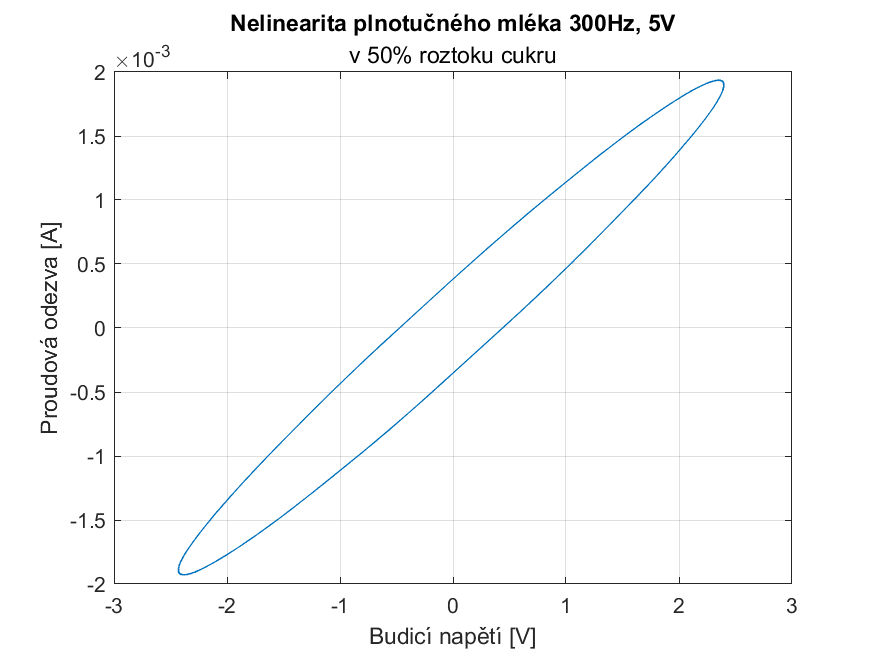 Nelinearita plnotučného mléka 300Hz, 5V
v 50% roztoku cukru
×10-3
2
1.5
1
0.5
0
-0.5
-1
-1.5
-2
-3 -2 -1 0 1 2 3
Proudová odezva [A]
Budicí napětí [V]